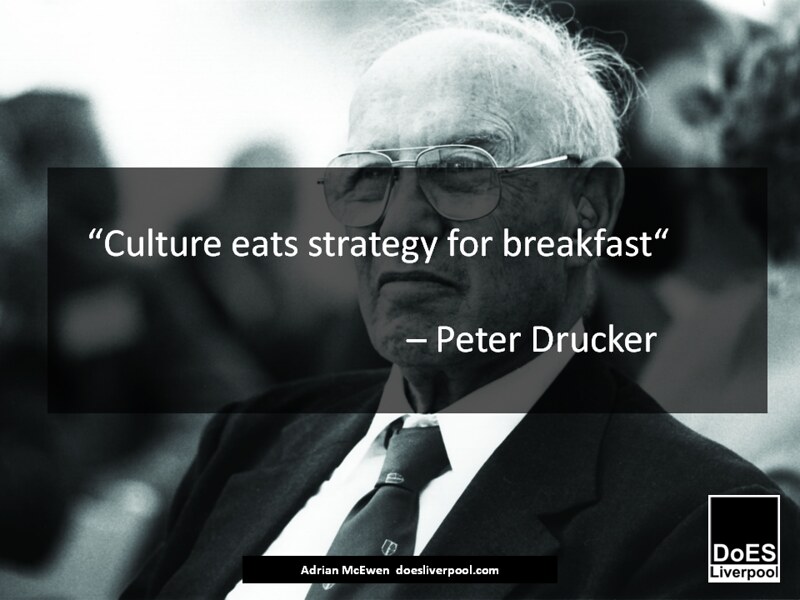 “Culture eats strategy for breakfast“
– Peter Drucker
DoES
Liverpool
Adrian McEwen doesliverpool.com